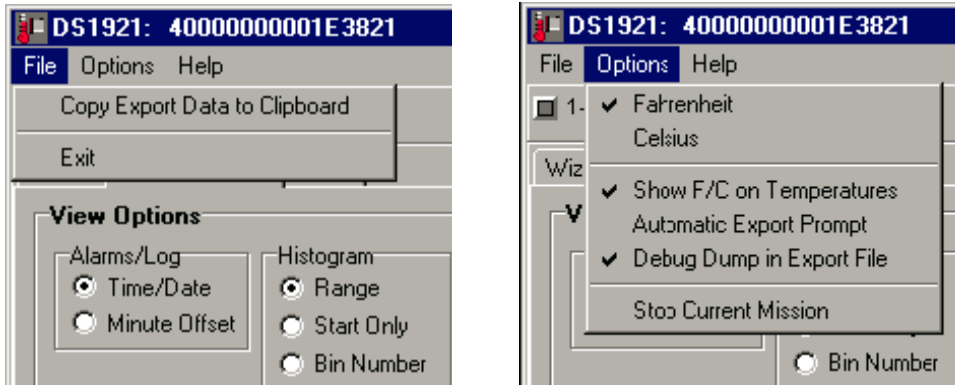 DS1921: 40000000001E3821
File Options Help
Copy Export Data to Clipboard
Exit
View Options
Alarms/Log
Time/Date
Minute Offset
Histogram
Range
Start Only
Bin Number
DS1921: 40000000001E3821
File Options Help
1-
Fahrenheit
Celsius
Wiz
Show F/C on Temperatures
V
Automatic Export Prompt
Debug Dump in Export File
Stop Current Mission
Bin Number